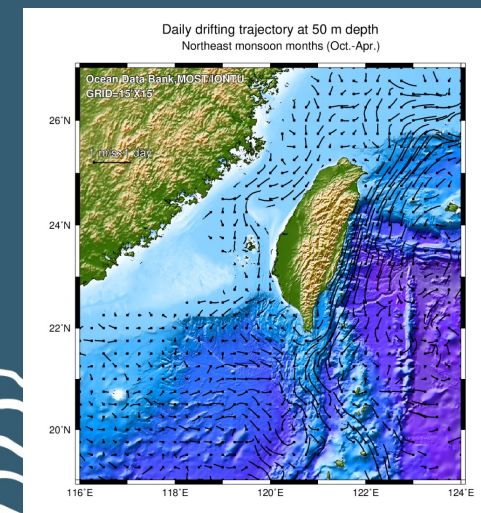 Daily drifting trajectory at 50 m depth
Northeast monsoon months (Oct.-Apr.)
Ocean Data Bank,MOST/IONTU
GRID=15'X15'
1 m/s×1 day
26˚N
24˚N
22˚N
20˚N
116˚E 118˚E 120˚E 122˚E 124˚E